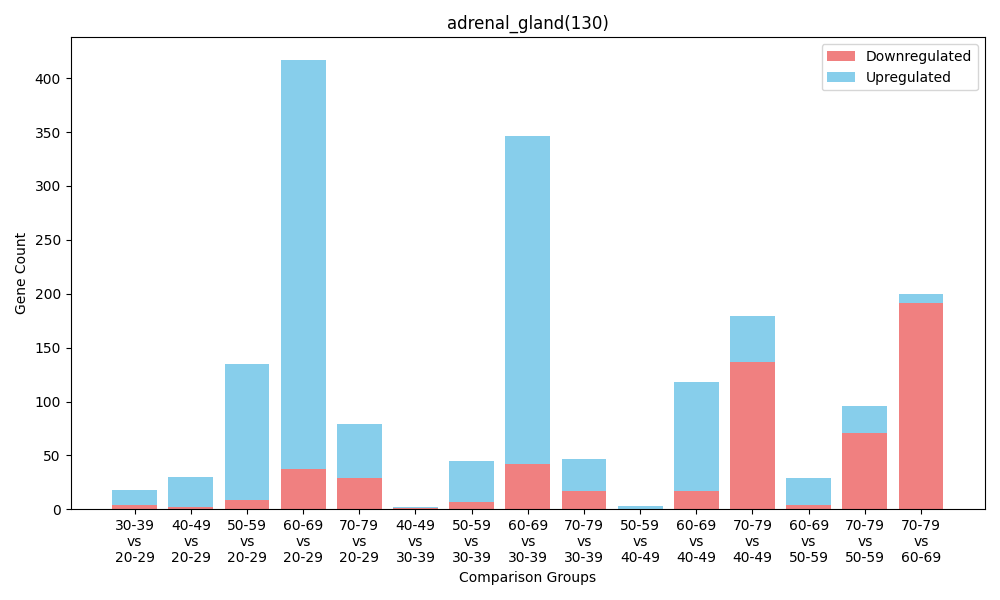 adrenal_gland(130)
Downregulated
Upregulated
Gene Count
400
350
300
250
200
150
100
50
0
30-39 40-49 50-59 60-69 70-79 40-49 50-59 60-69 70-79 50-59 60-69 70-79 60-69 70-79 70-79
vs vs vs vs vs vs vs vs vs vs vs vs vs vs vs
20-29 20-29 20-29 20-29 20-29 30-39 30-39 30-39 30-39 40-49 40-49 40-49 50-59 50-59 60-69
Comparison Groups